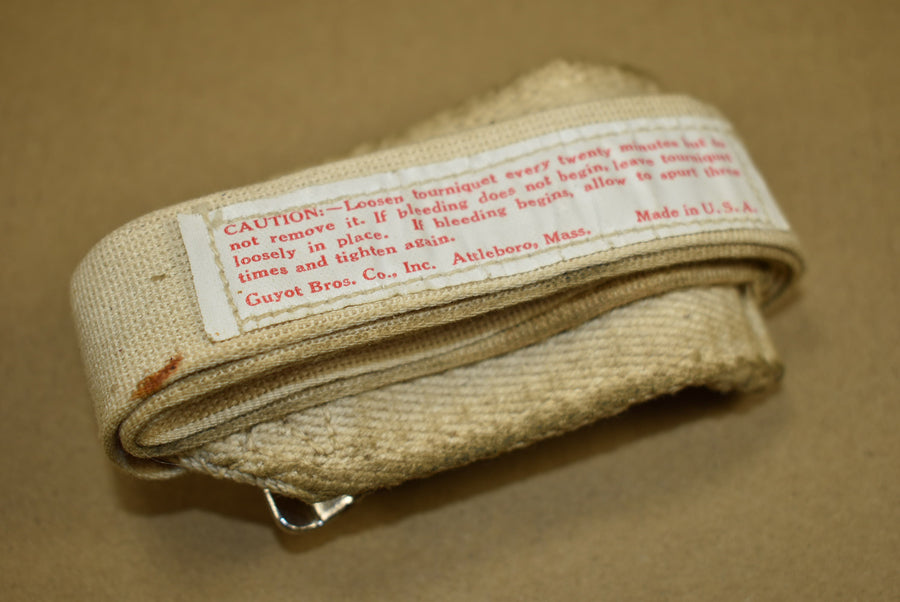 CAUTION:—Loosen tourniquet every twenty minutes but do
not remove it. If bleeding does not begin, leave tourniquet
loosely in place. If bleeding begins, allow to spurt three
times and tighten again.
Made in U. S. A.
Guyot Bros. Co., Inc. Attleboro, Mass.